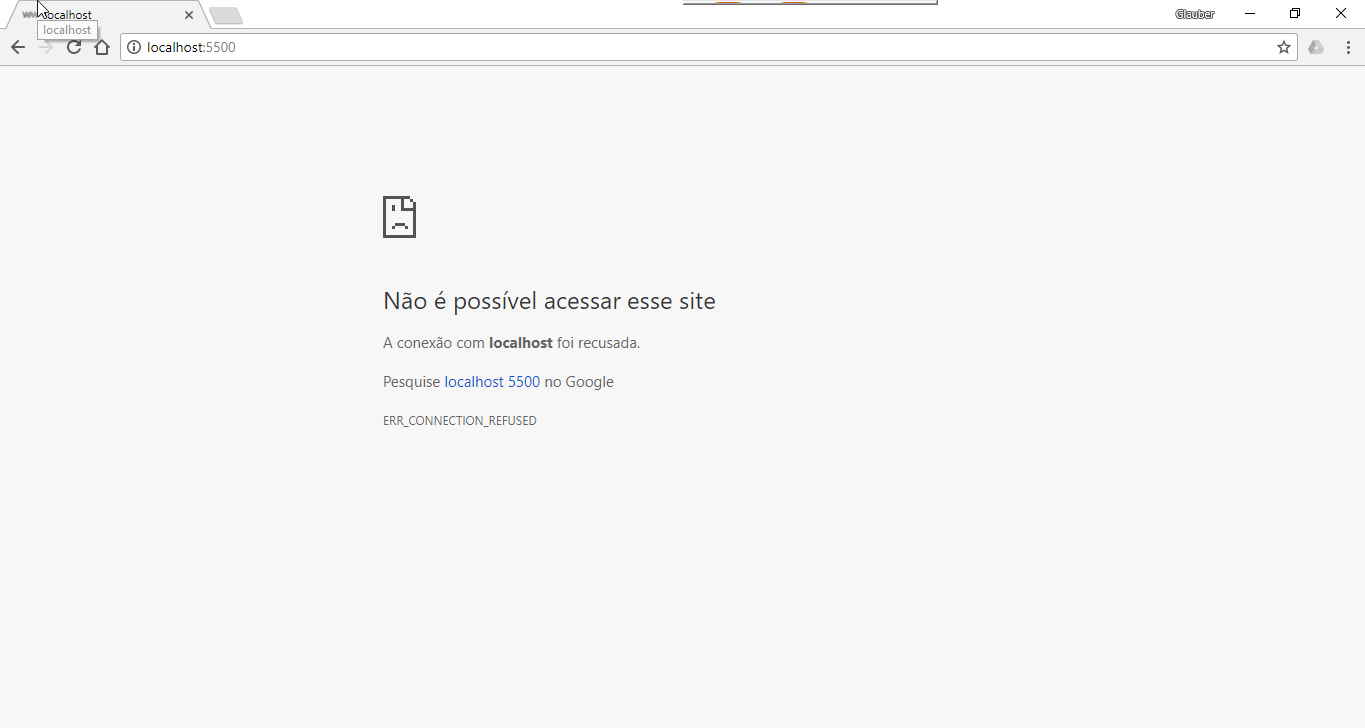 localhost
Glauber
localhost
localhost:5500
Não é possível acessar esse site
A conexão com localhost foi recusada.
Pesquise localhost 5500 no Google
ERR_CONNECTION_REFUSED